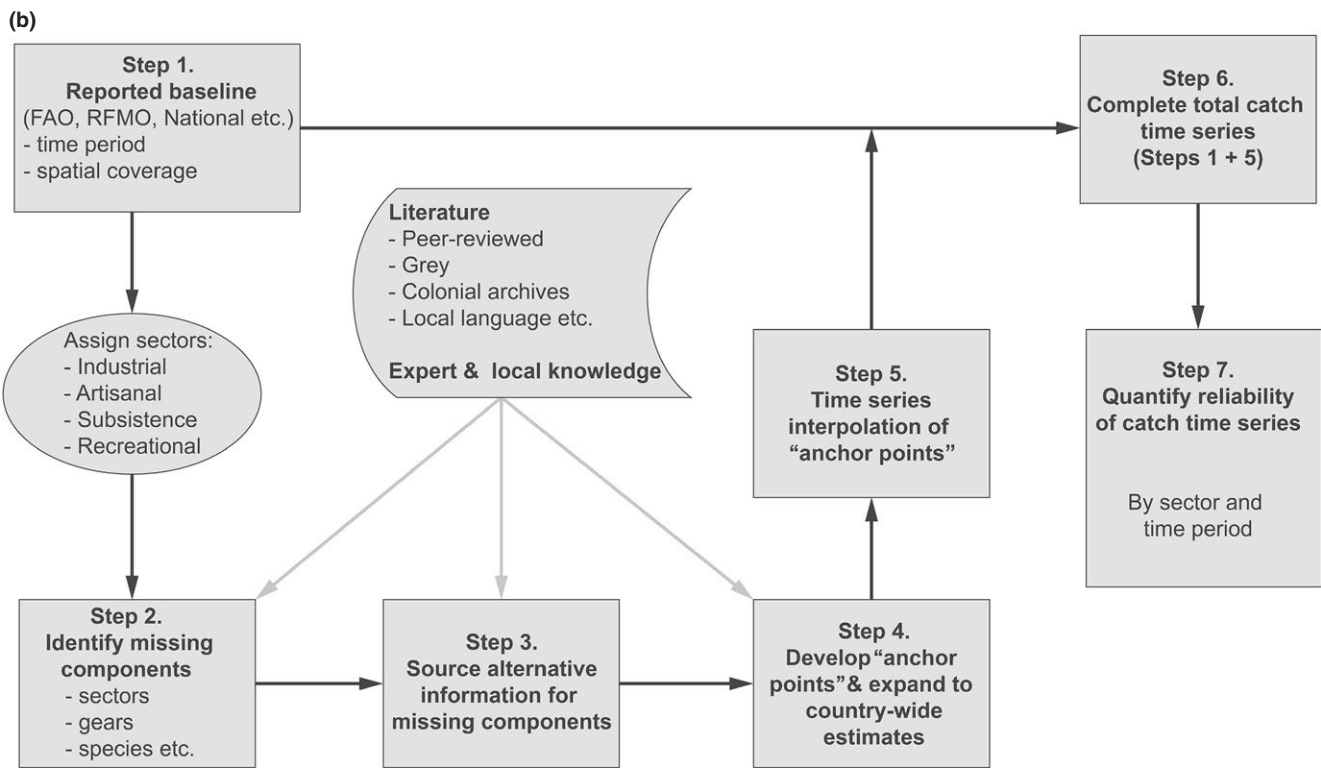 (b)
Step 1.
Reported baseline
(FAO, RFMO, National etc.)
- time period
- spatial coverage
Assign sectors:
- Industrial
- Artisanal
- Subsistence
- Recreational
Step 2.
Identify missing
components
- sectors
- gears
- species etc.
Literature
- Peer-reviewed
- Grey
- Colonial archives
- Local language etc.
Expert & local knowledge
Step 3.
Source alternative
information for
missing components
Step 4.
Develop “anchor
points”& expand to
country-wide
estimates
Step 5.
Time series
interpolation of
“anchor points”
Step 6.
Complete total catch
time series
(Steps 1 + 5)
Step 7.
Quantify reliability
of catch time series
By sector and
time period